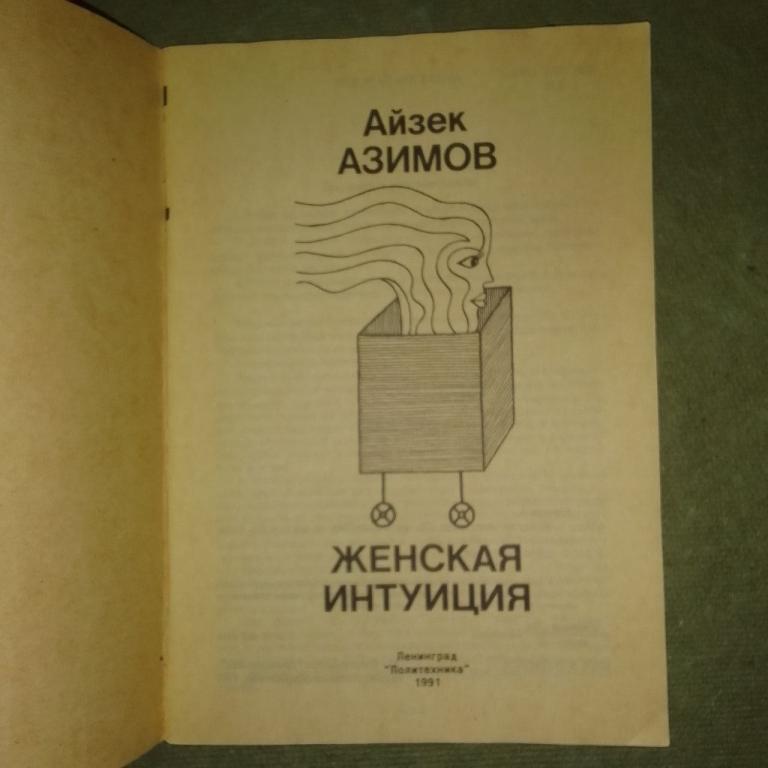 Айзек
АЗИМОВ
ЖЕНСКАЯ
ИНТУИЦИЯ
Ленинград
"Политехника"
1991